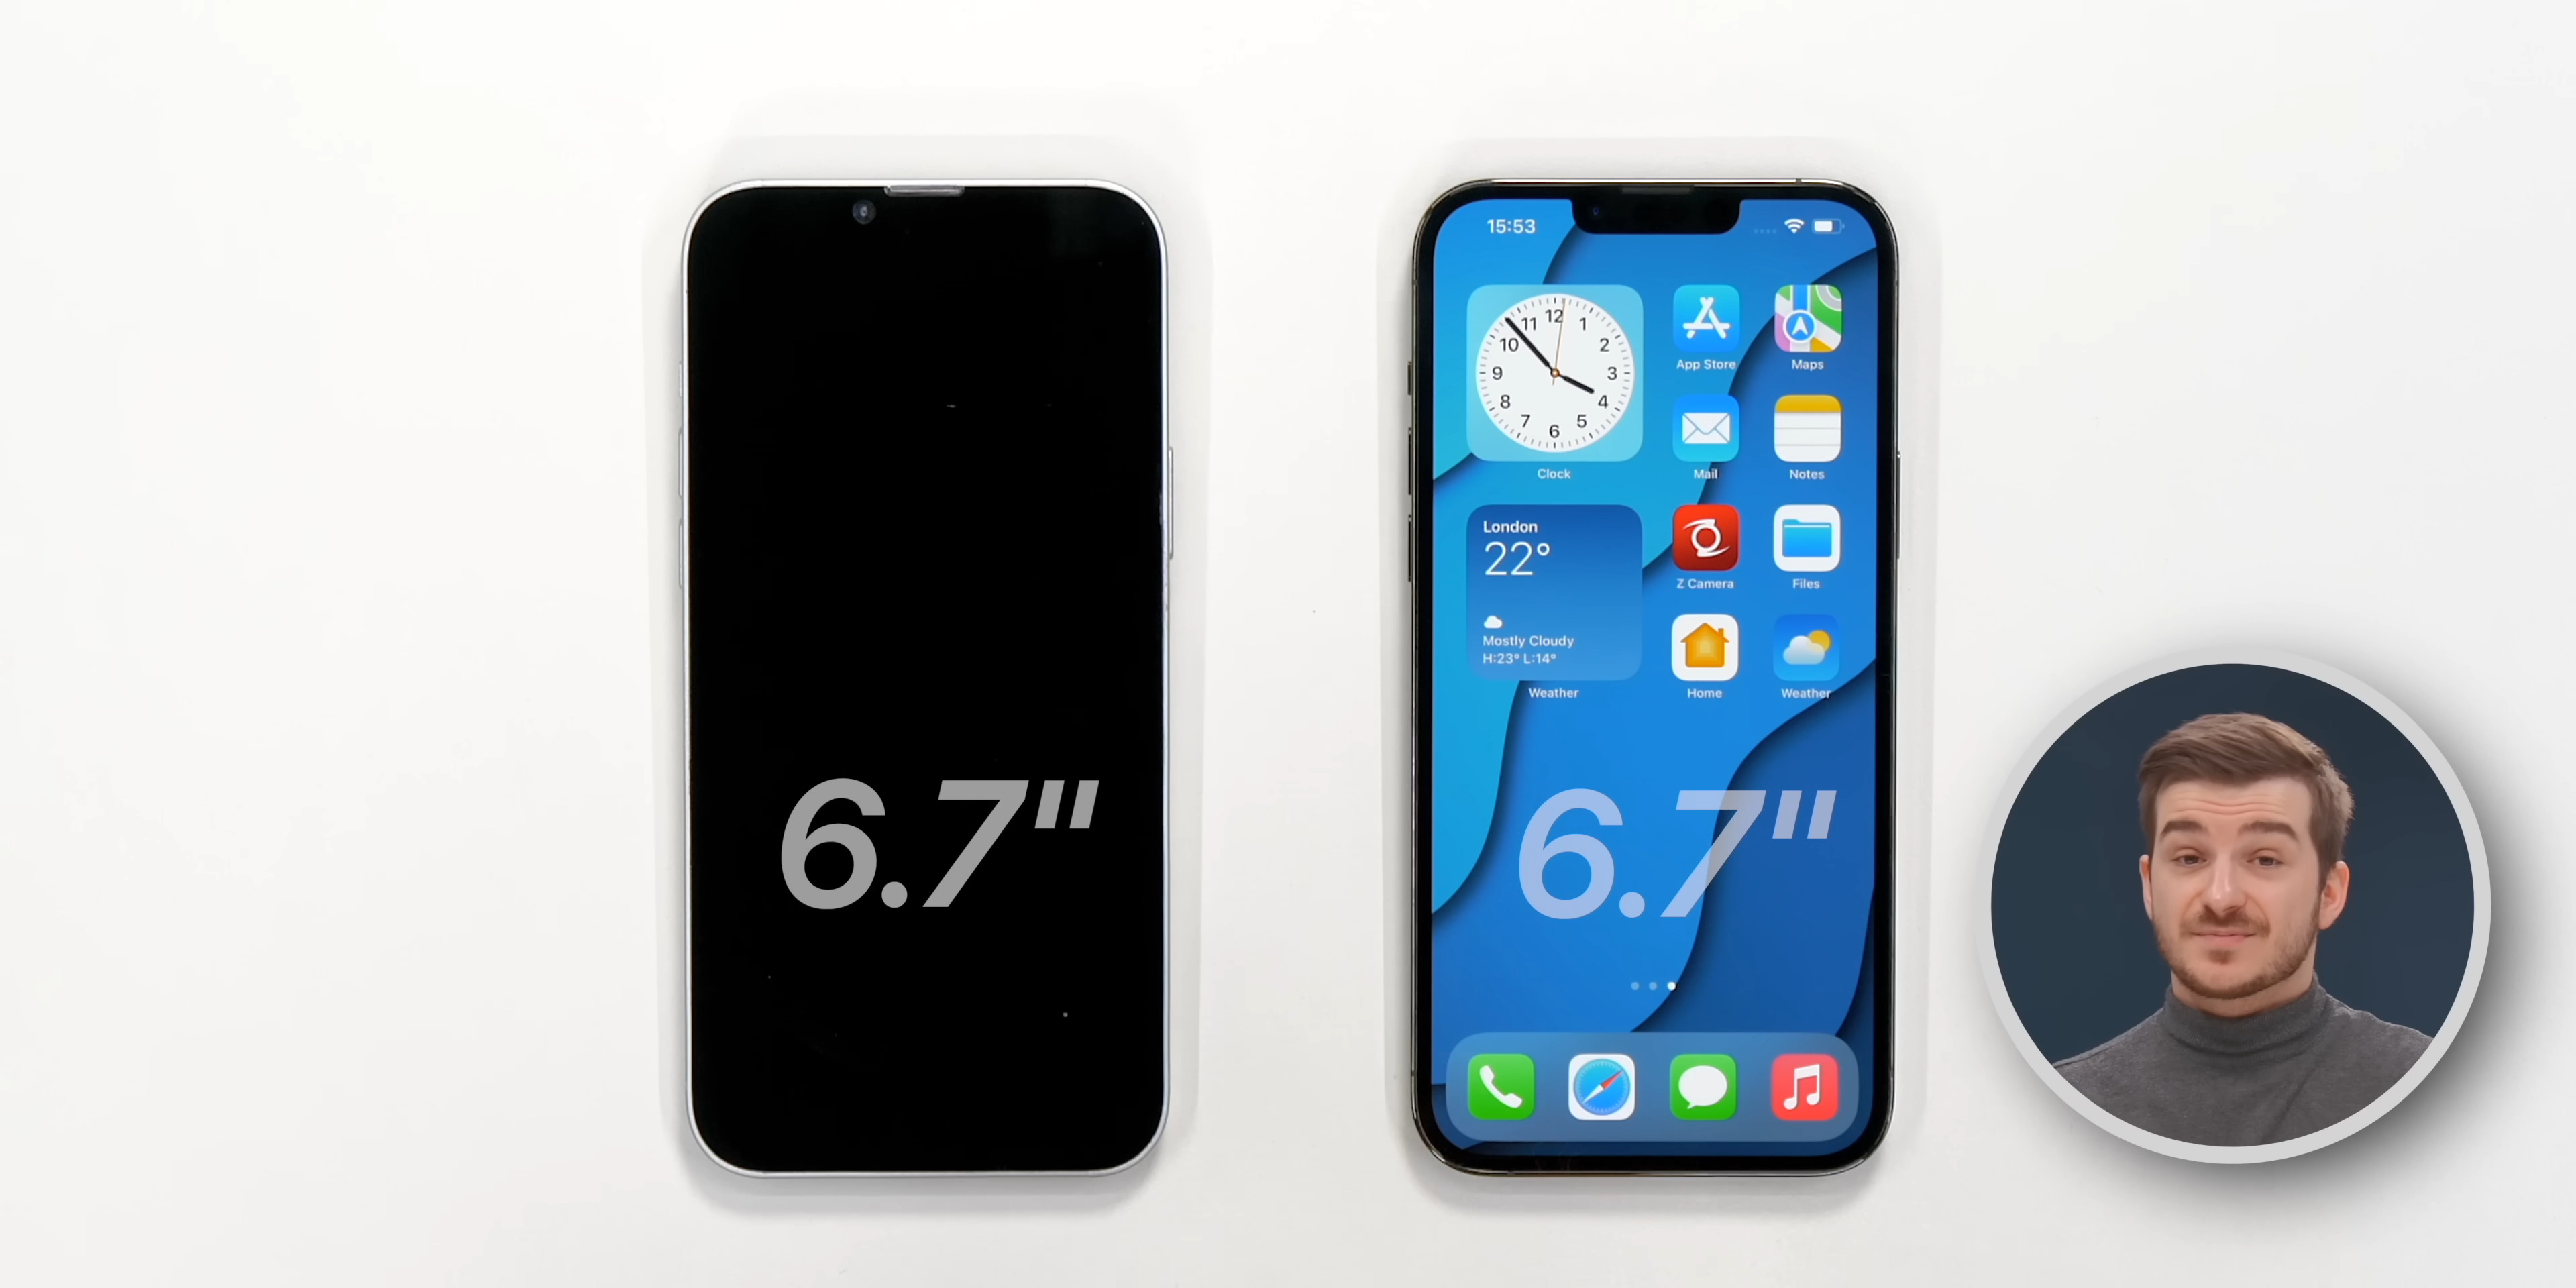 6.7"
15:53
12
1
2
3
4
5
6
7
8
9
10
11
Clock
App Store
Maps
Mail
Notes
London
22°
Mostly Cloudy
H:23° L:14°
Weather
Z Camera
Files
Home
Weather
6.7"